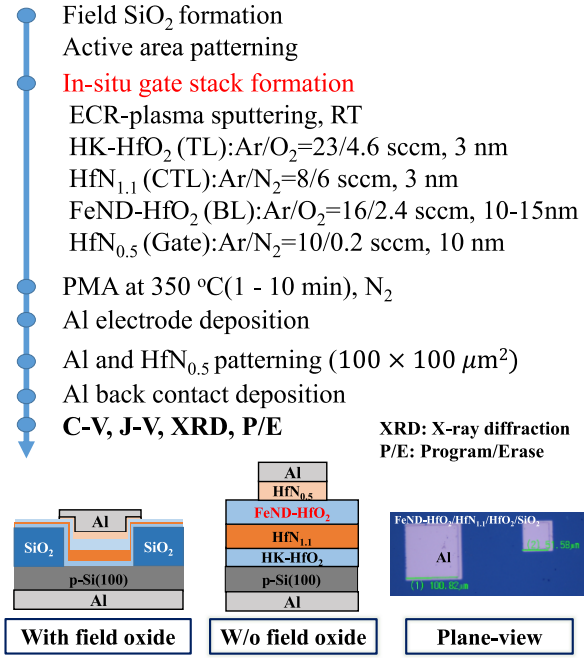 Field SiO₂ formation
Active area patterning
In-situ gate stack formation
ECR-plasma sputtering, RT
HK-HfO₂ (TL):Ar/O₂=23/4.6 sccm, 3 nm
HfN₁.₁ (CTL):Ar/N₂=8/6 sccm, 3 nm
FeND-HfO₂ (BL):Ar/O₂=16/2.4 sccm, 10-15nm
HfN₀.₅ (Gate):Ar/N₂=10/0.2 sccm, 10 nm
PMA at 350 ᵒC(1 - 10 min), N₂
Al electrode deposition
Al and HfN₀.₅ patterning (100 × 100 μm²)
Al back contact deposition
C-V, J-V, XRD, P/E
XRD: X-ray diffraction
P/E: Program/Erase
Al
SiO₂
SiO₂
p-Si(100)
Al
With field oxide
Al
HfN₀.₅
FeND-HfO₂
HfN₁.₁
HK-HfO₂
p-Si(100)
Al
W/o field oxide
FeND-HfO₂/HfN₁.₁/HfO₂/SiO₂
Al
(1) 100.82μm
Plane-view